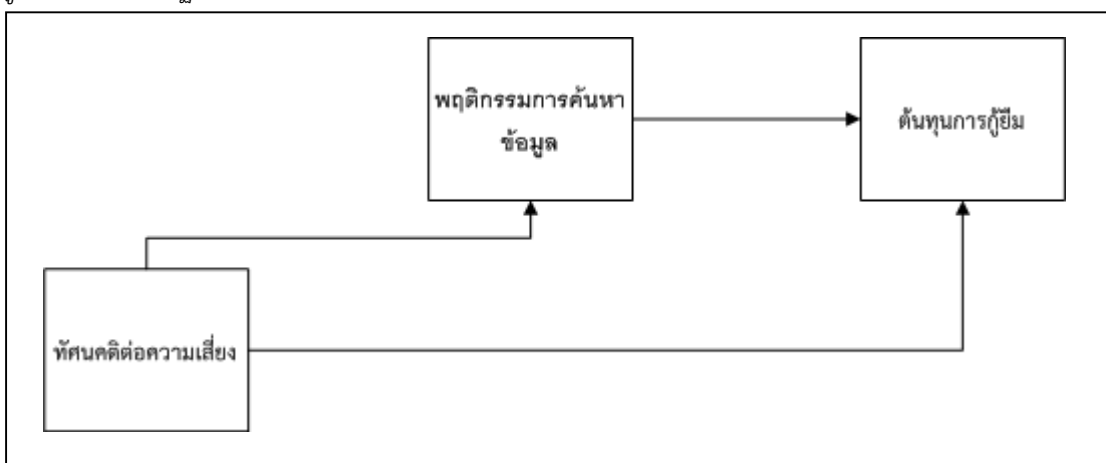 พฤติกรรมการค้นหา
ข้อมูล
ต้นทุนการกู้ยืม
ทัศนคติต่อความเสี่ยง